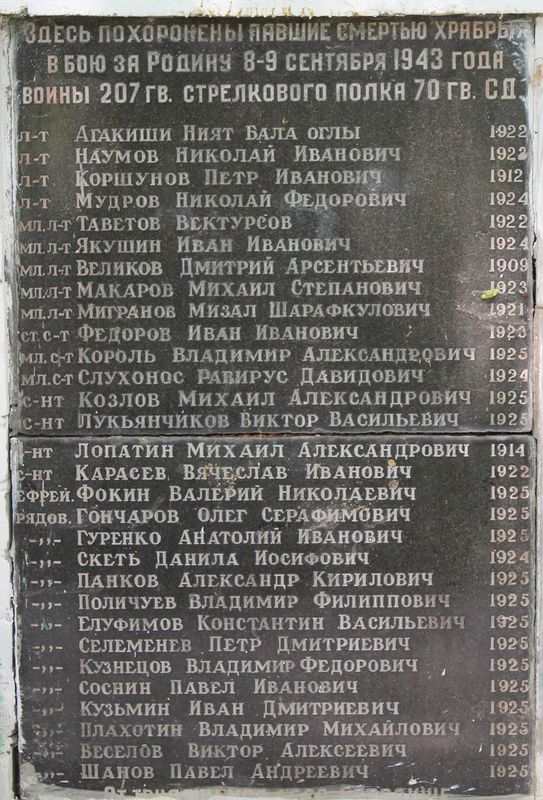 ЗДЕСЬ ПОХОРОНЕНЫ ПАВШИЕ СМЕРТЬЮ ХРАБРЫХ
В БОЮ ЗА РОДИНУ 8-9 СЕНТЯБРЯ 1943 ГОДА
ВОИНЫ 207 ГВ. СТРЕЛКОВОГО ПОЛКА 70 ГВ. СД.
Л-Т АГАКИШИ НИЯТ БАЛА ОГЛЫ 1922
Л-Т НАУМОВ НИКОЛАЙ ИВАНОВИЧ 1923
Л-Т КОРШУНОВ ПЕТР ИВАНОВИЧ 1912
Л-Т МУДРОВ НИКОЛАЙ ФЕДОРОВИЧ 1924
МЛ.Л-Т ТАВЕТОВ ВЕКТУРСОВ 1922
МЛ.Л-Т ЯКУШИН ИВАН ИВАНОВИЧ 1924
МЛ.Л-Т ВЕЛИКОВ ДМИТРИЙ АРСЕНТЬЕВИЧ 1909
МЛ.Л-Т МАКАРОВ МИХАИЛ СТЕПАНОВИЧ 1923
МЛ.Л-Т МИГРАНОВ МИЗАЛ ШАРАФКУЛОВИЧ 1921
СТ.С-Т ФЕДОРОВ ИВАН ИВАНОВИЧ 1923
МЛ.С-Т КОРОЛЬ ВЛАДИМИР АЛЕКСАНДРОВИЧ 1925
МЛ.С-Т СЛУХОНОС РАВИРУС ДАВИДОВИЧ 1924
С-НТ КОЗЛОВ МИХАИЛ АЛЕКСАНДРОВИЧ 1925
С-НТ ЛУКЬЯНЧИКОВ ВИКТОР ВАСИЛЬЕВИЧ 1925
С-НТ ЛОПАТИН МИХАИЛ АЛЕКСАНДРОВИЧ 1914
С-НТ КАРАСЕВ ВЯЧЕСЛАВ ИВАНОВИЧ 1922
ЕФРЕЙ. ФОКИН ВАЛЕРИЙ НИКОЛАЕВИЧ 1925
РЯДОВ. ГОНЧАРОВ ОЛЕГ СЕРАФИМОВИЧ 1925
-,,- ГУРЕНКО АНАТОЛИЙ ИВАНОВИЧ 1925
-,,- СКЕТЬ ДАНИЛА ИОСИФОВИЧ 1924
-,,- ПАНКОВ АЛЕКСАНДР КИРИЛОВИЧ 1925
-,,- ПОЛИЧУЕВ ВЛАДИМИР ФИЛИППОВИЧ 1925
-,,- ЕЛУФИМОВ КОНСТАНТИН ВАСИЛЬЕВИЧ 1925
-,,- СЕЛЕМЕНЕВ ПЕТР ДМИТРИЕВИЧ 1925
-,,- КУЗНЕЦОВ ВЛАДИМИР ФЕДОРОВИЧ 1925
-,,- СОСНИН ПАВЕЛ ИВАНОВИЧ 1925
-,,- КУЗЬМИН ИВАН ДМИТРИЕВИЧ 1925
-,,- ПЛАХОТИН ВЛАДИМИР МИХАЙЛОВИЧ 1925
-,,- ВЕСЕЛОВ ВИКТОР АЛЕКСЕЕВИЧ 1925
-,,- ШАНОВ ПАВЕЛ АНДРЕЕВИЧ 1925